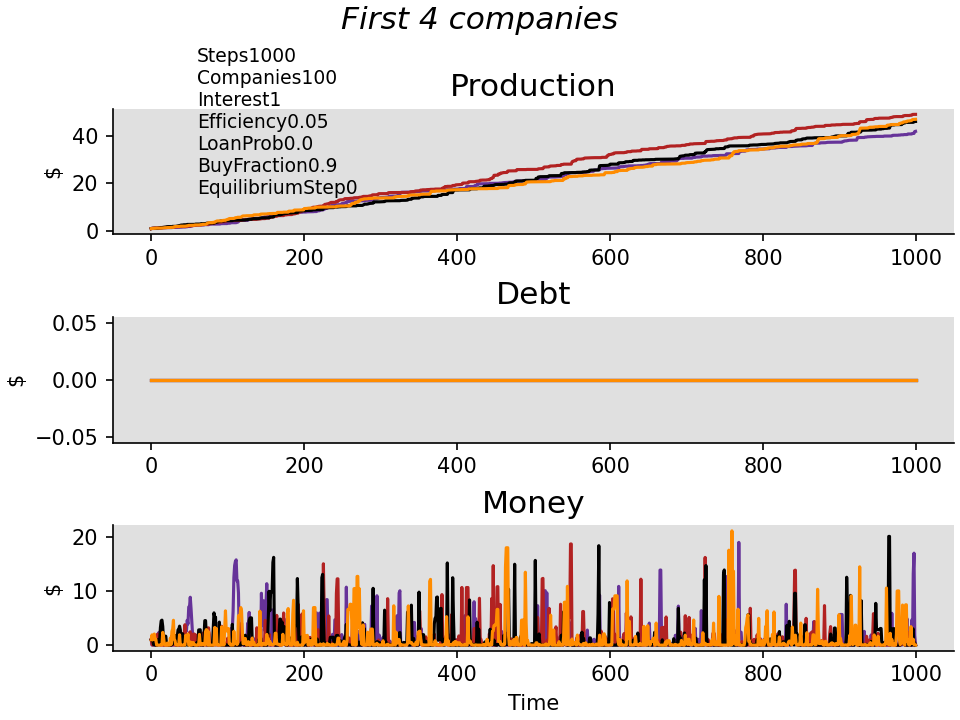 First 4 companies
Steps1000
Companies100
Interest1
Efficiency0.05
LoanProb0.0
BuyFraction0.9
EquilibriumStep0
Production
$
40
20
0
0 200 400 600 800 1000
Debt
$
0.05
0.00
−0.05
0 200 400 600 800 1000
Money
$
20
10
0
0 200 400 600 800 1000
Time